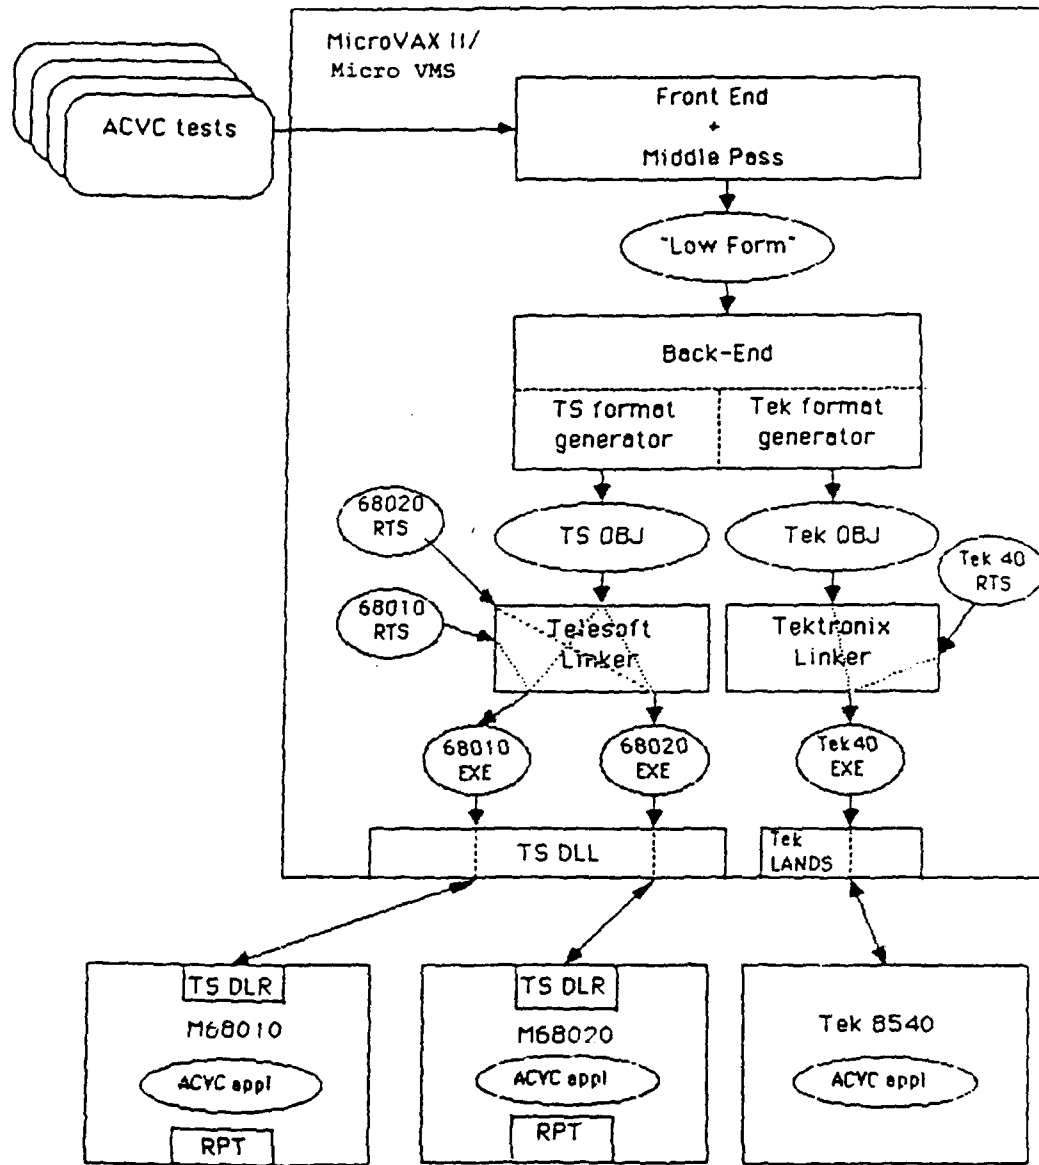 MicroVAX II/
Micro VMS
ACVC tests
Front End
+
Middle Pass
"Low Form"
Back-End
TS format
generator
Tek format
generator
68020
RTS
TS OBJ
Tek OBJ
Tek 40
RTS
68010
RTS
Telesoft
Linker
Tektronix
Linker
68010
EXE
68020
EXE
Tek40
EXE
TS DLL
Tek
LANDS
TS DLR
M68010
ACVC appl
RPT
TS DLR
M68020
ACVC appl
RPT
Tek 8540
ACVC appl